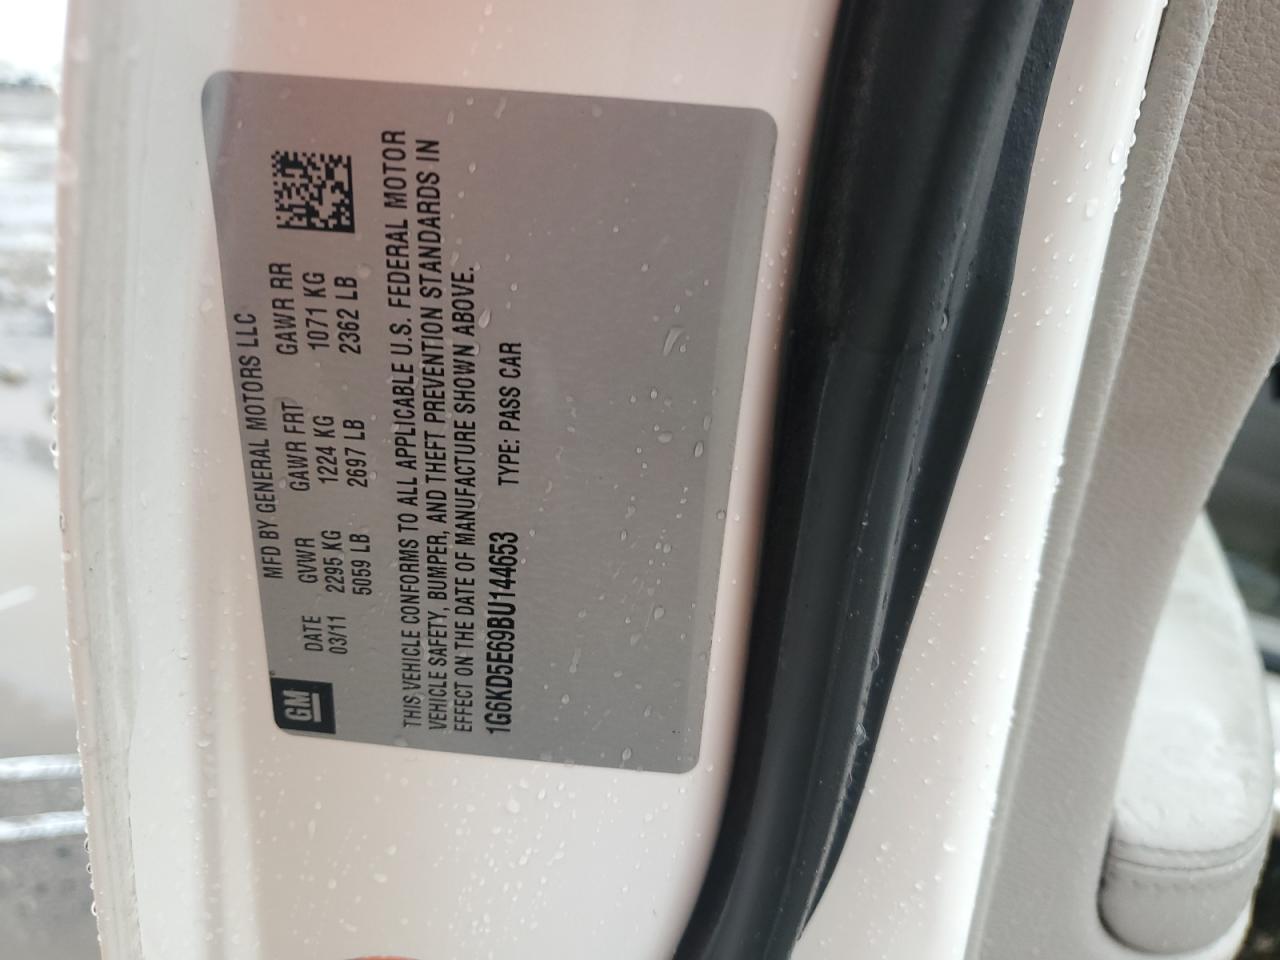 MFD BY GENERAL MOTORS LLC
GM
DATE GVWR GAWR FRT GAWR RR
03/11 2295 KG 1224 KG 1071 KG
5059 LB 2697 LB 2362 LB
THIS VEHICLE CONFORMS TO ALL APPLICABLE U.S. FEDERAL MOTOR
VEHICLE SAFETY, BUMPER, AND THEFT PREVENTION STANDARDS IN
EFFECT ON THE DATE OF MANUFACTURE SHOWN ABOVE.
1G6KD5E69BU144653 TYPE: PASS CAR